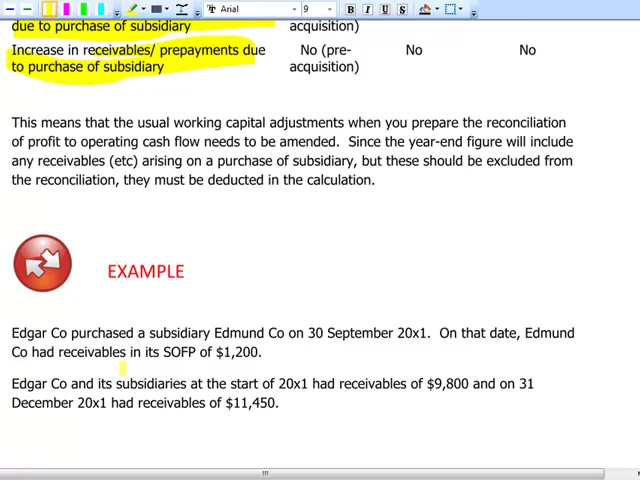 Arial 9 B I U S
due to purchase of subsidiary acquisition)
Increase in receivables/ prepayments due No (pre- No No
to purchase of subsidiary acquisition)
This means that the usual working capital adjustments when you prepare the reconciliation
of profit to operating cash flow needs to be amended. Since the year-end figure will include
any receivables (etc) arising on a purchase of subsidiary, but these should be excluded from
the reconciliation, they must be deducted in the calculation.
EXAMPLE
Edgar Co purchased a subsidiary Edmund Co on 30 September 20x1. On that date, Edmund
Co had receivables in its SOFP of $1,200.
Edgar Co and its subsidiaries at the start of 20x1 had receivables of $9,800 and on 31
December 20x1 had receivables of $11,450.